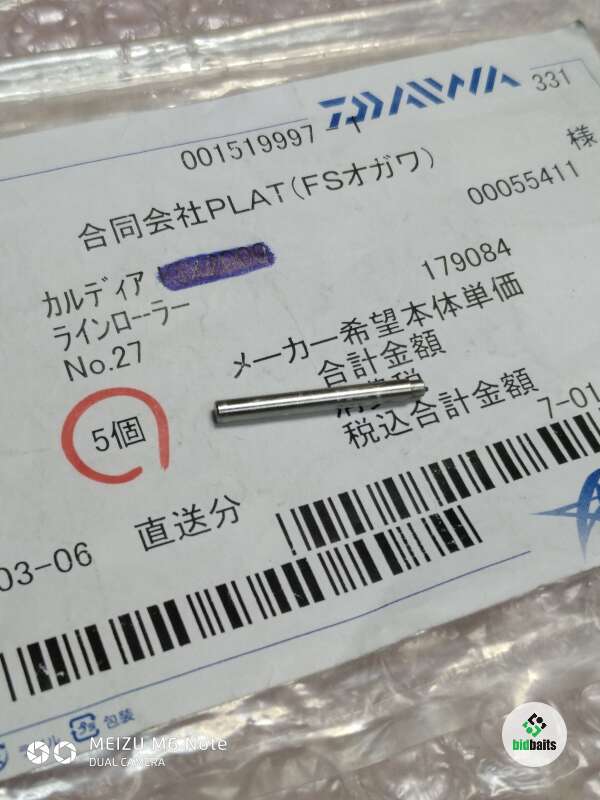 DAIWA 331
001519997-1
様
合同会社PLAT(FSオガワ)
00055411
カルディア
ラインローラー
179084
No.27
メーカー希望本体単価
合計金額
5個
税込合計金額
7-01
03-06
直送分
包装
MEIZU M6 Note
DUAL CAMERA
bidbaits